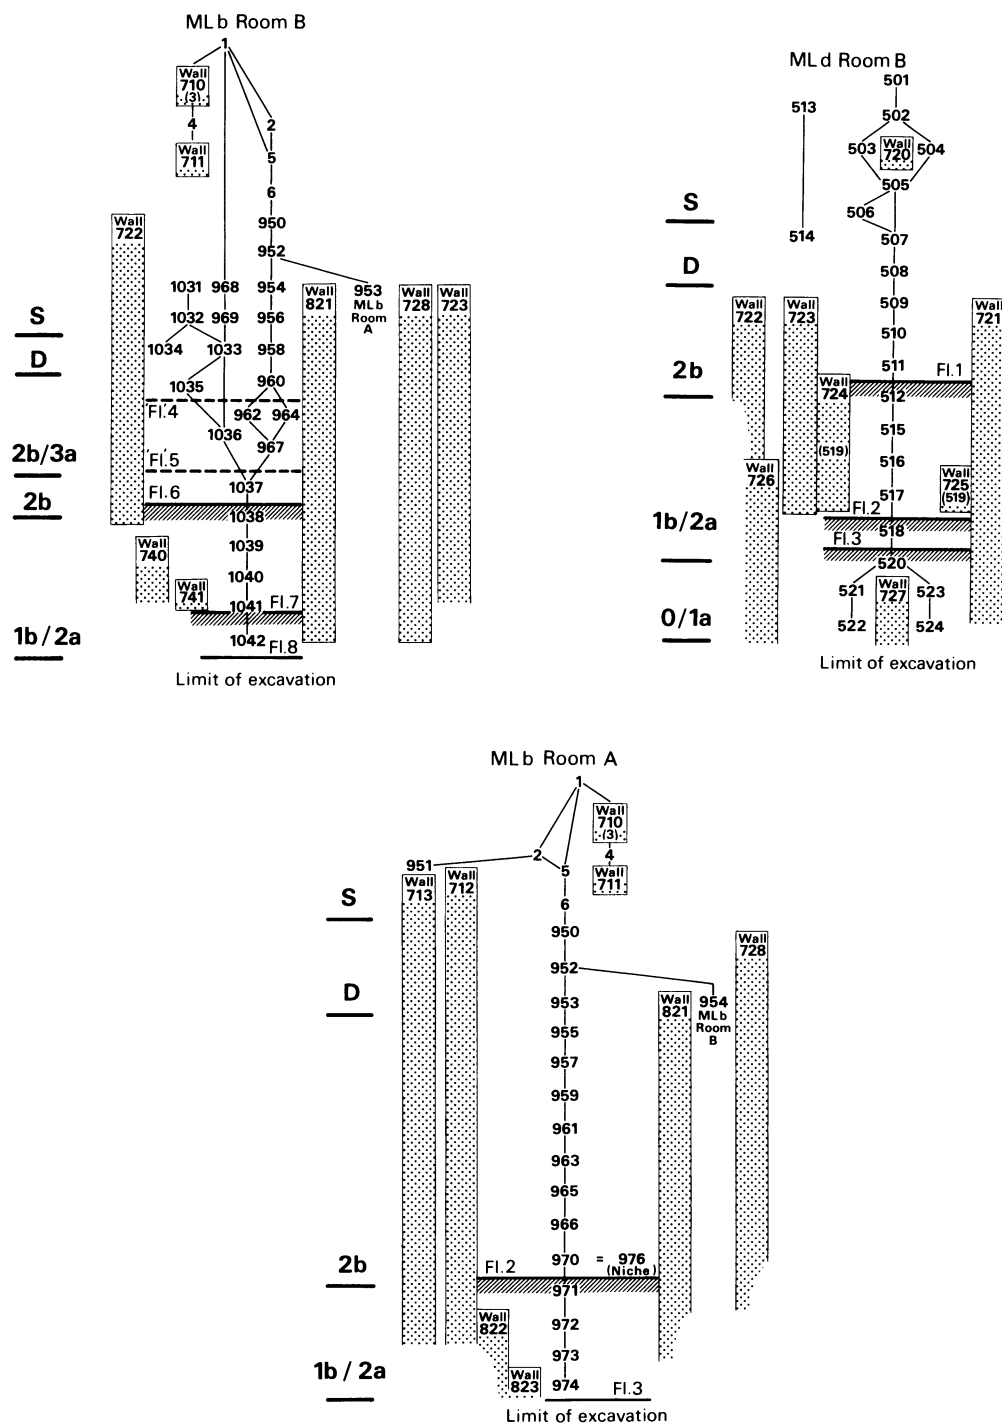 MLb Room B
1
Wall
710
(3)
4
2
Wall
711
5
6
Wall
722
950
952
1031
968
954
Wall
821
953
MLb
Room
A
Wall
728
Wall
723
S
1032
969
956
D
1034
1033
958
1035
960
Fl.4
962
964
1036
967
2b/3a
Fl.5
1037
2b
Fl.6
1038
Wall
740
1039
Wall
741
1040
1041
Fl.7
1b/2a
1042
Fl.8
Limit of excavation
MLd Room B
501
513
502
503
Wall
720
504
505
S
506
514
507
D
508
Wall
722
Wall
723
509
Wall
721
510
511
Fl.1
2b
Wall
724
512
515
(519)
Wall
726
516
Wall
725
(519)
517
1b/2a
Fl.2
518
Fl.3
520
521
Wall
727
523
0/1a
522
524
Limit of excavation
MLb Room A
1
Wall
710
(3)
2
4
951
5
Wall
711
Wall
713
Wall
712
S
6
950
Wall
728
952
D
953
Wall
821
954
MLb
Room
B
955
957
959
961
963
965
966
2b
Fl.2
970 = 976
(Niche)
971
Wall
822
972
973
1b/2a
Wall
823
974
Fl.3
Limit of excavation